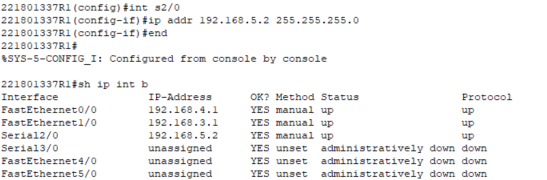 221801337R1(config)#int s2/0
221801337R1(config-if)#ip addr 192.168.5.2 255.255.255.0
221801337R1(config-if)#end
221801337R1#
%SYS-5-CONFIG_I: Configured from console by console
221801337R1#sh ip int b
Interface IP-Address OK? Method Status Protocol
FastEthernet0/0 192.168.4.1 YES manual up up
FastEthernet1/0 192.168.3.1 YES manual up up
Serial2/0 192.168.5.2 YES manual up up
Serial3/0 unassigned YES unset administratively down down
FastEthernet4/0 unassigned YES unset administratively down down
FastEthernet5/0 unassigned YES unset administratively down down